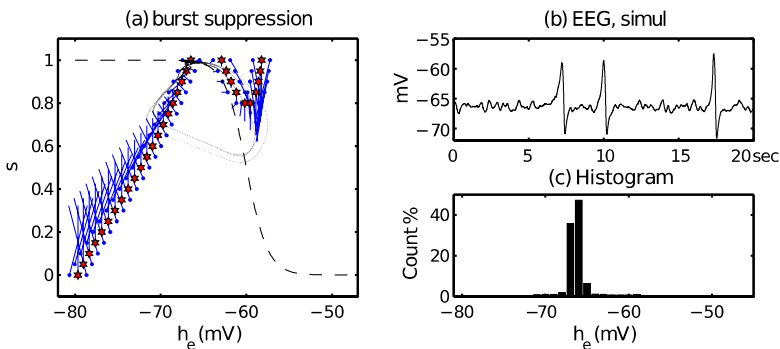 (a) burst suppression
1
0.8
0.6
0.4
0.2
0
s
−80
−70
−60
−50
h_e (mV)
(b) EEG, simul
−55
−60
−65
−70
mV
0
5
10
15
20sec
(c) Histogram
40
20
0
Count %
−80
−70
−60
−50
h_e (mV)